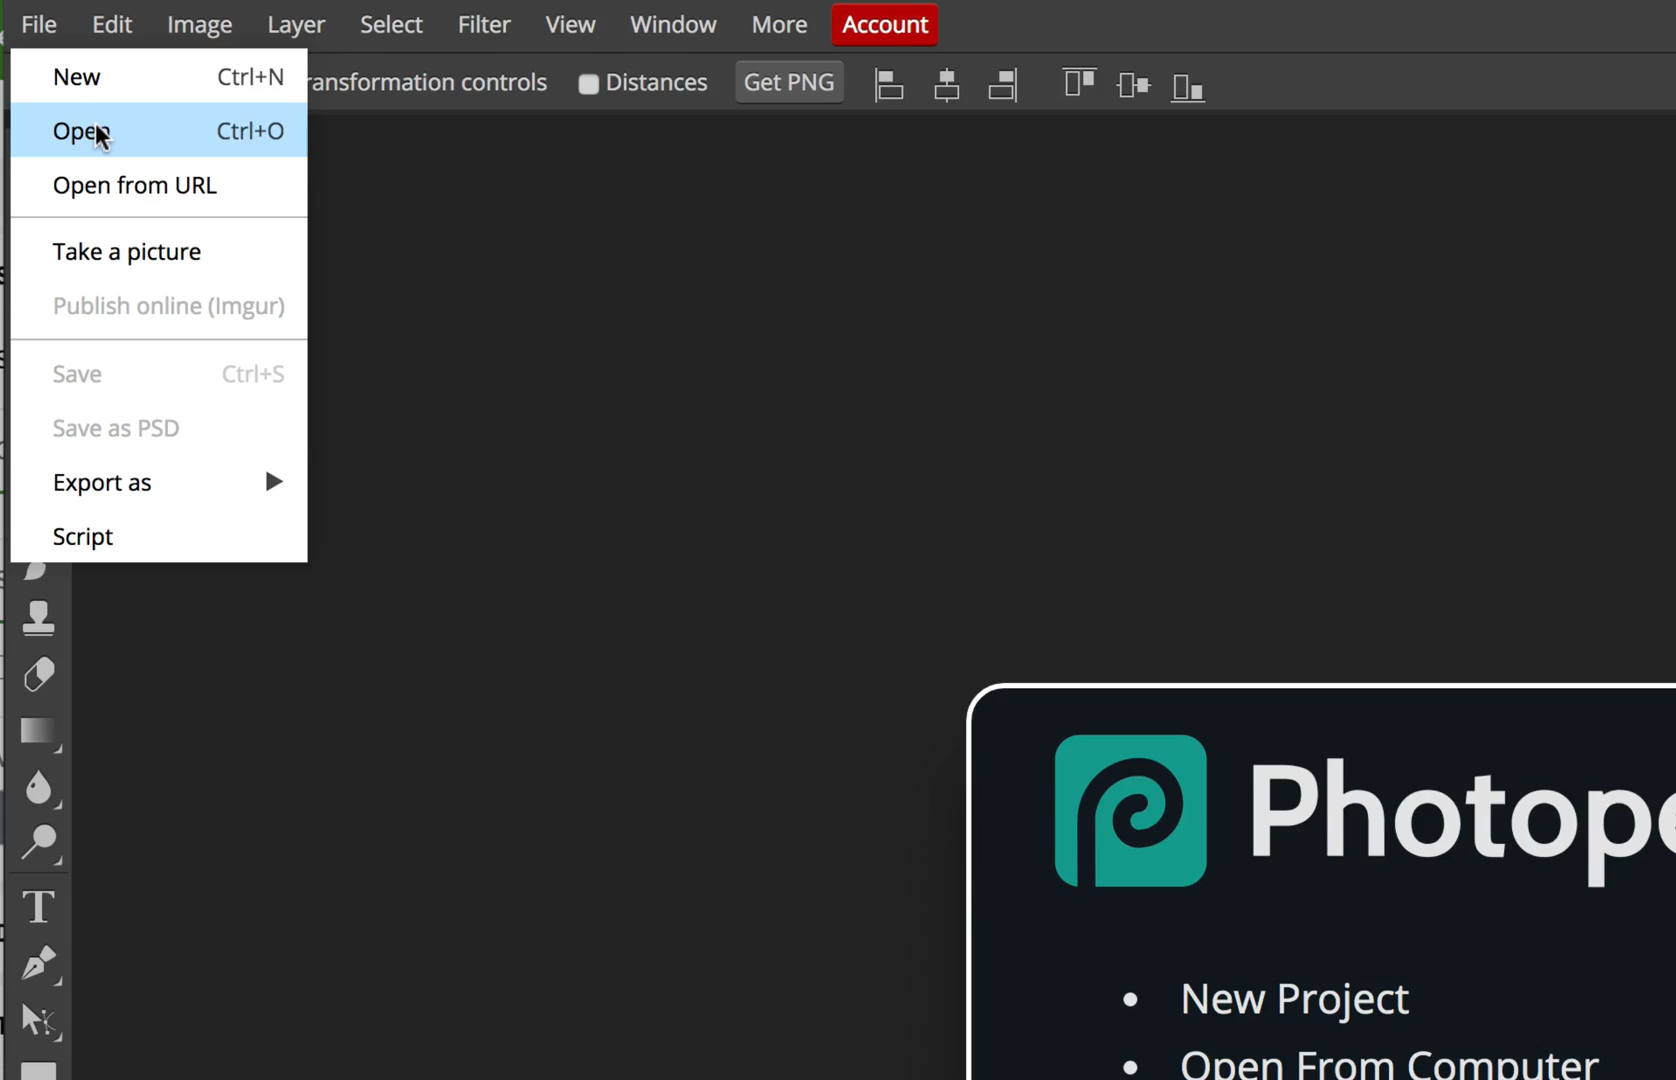 File Edit Image Layer Select Filter View Window More Account
New Ctrl+N
ransformation controls Distances Get PNG
Open Ctrl+O
Open from URL
Take a picture
Publish online (Imgur)
Save Ctrl+S
Save as PSD
Export as
Script
T
Photope
New Project
Open From Computer